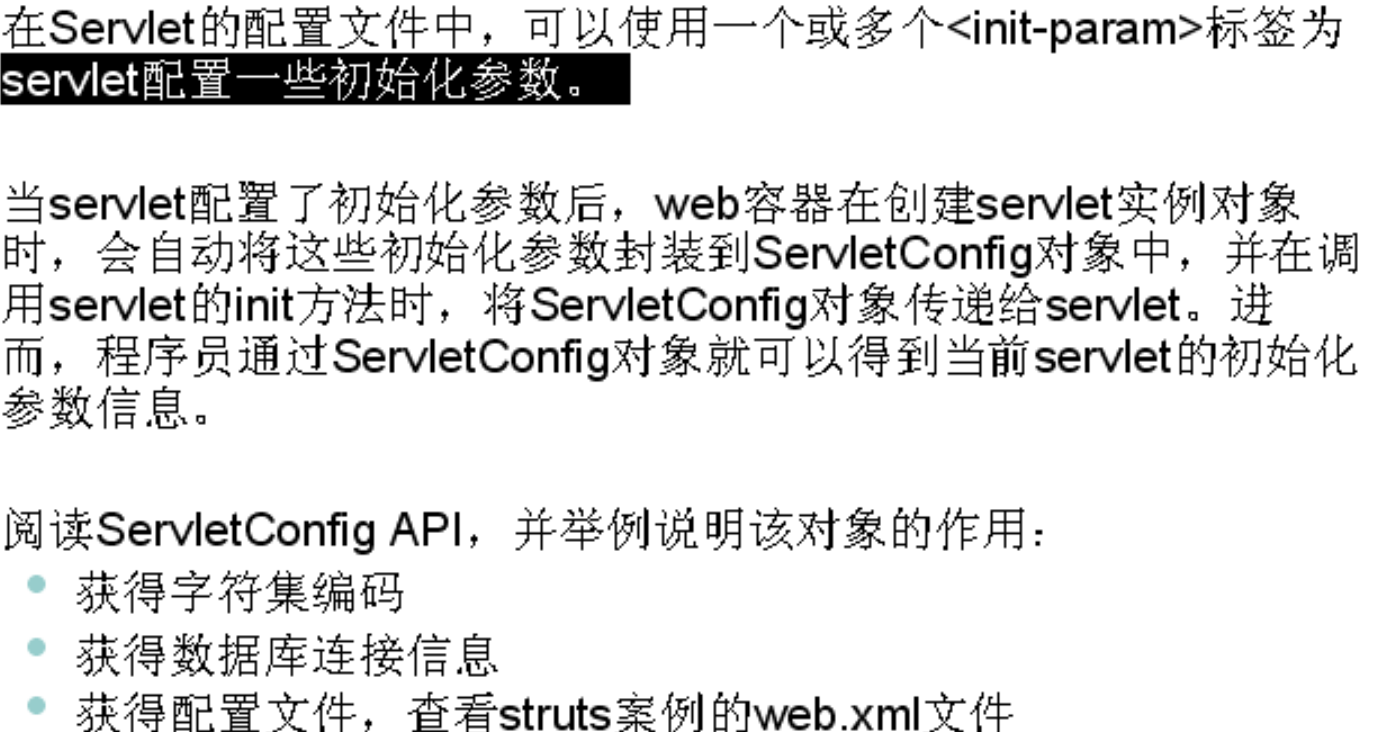 在Servlet的配置文件中，可以使用一个或多个<init-param>标签为
servlet配置一些初始化参数。
当servlet配置了初始化参数后，web容器在创建servlet实例对象
时，会自动将这些初始化参数封装到ServletConfig对象中，并在调
用servlet的init方法时，将ServletConfig对象传递给servlet。进
而，程序员通过ServletConfig对象就可以得到当前servlet的初始化
参数信息。
阅读ServletConfig API，并举例说明该对象的作用：
• 获得字符集编码
• 获得数据库连接信息
• 获得配置文件，查看struts案例的web.xml文件